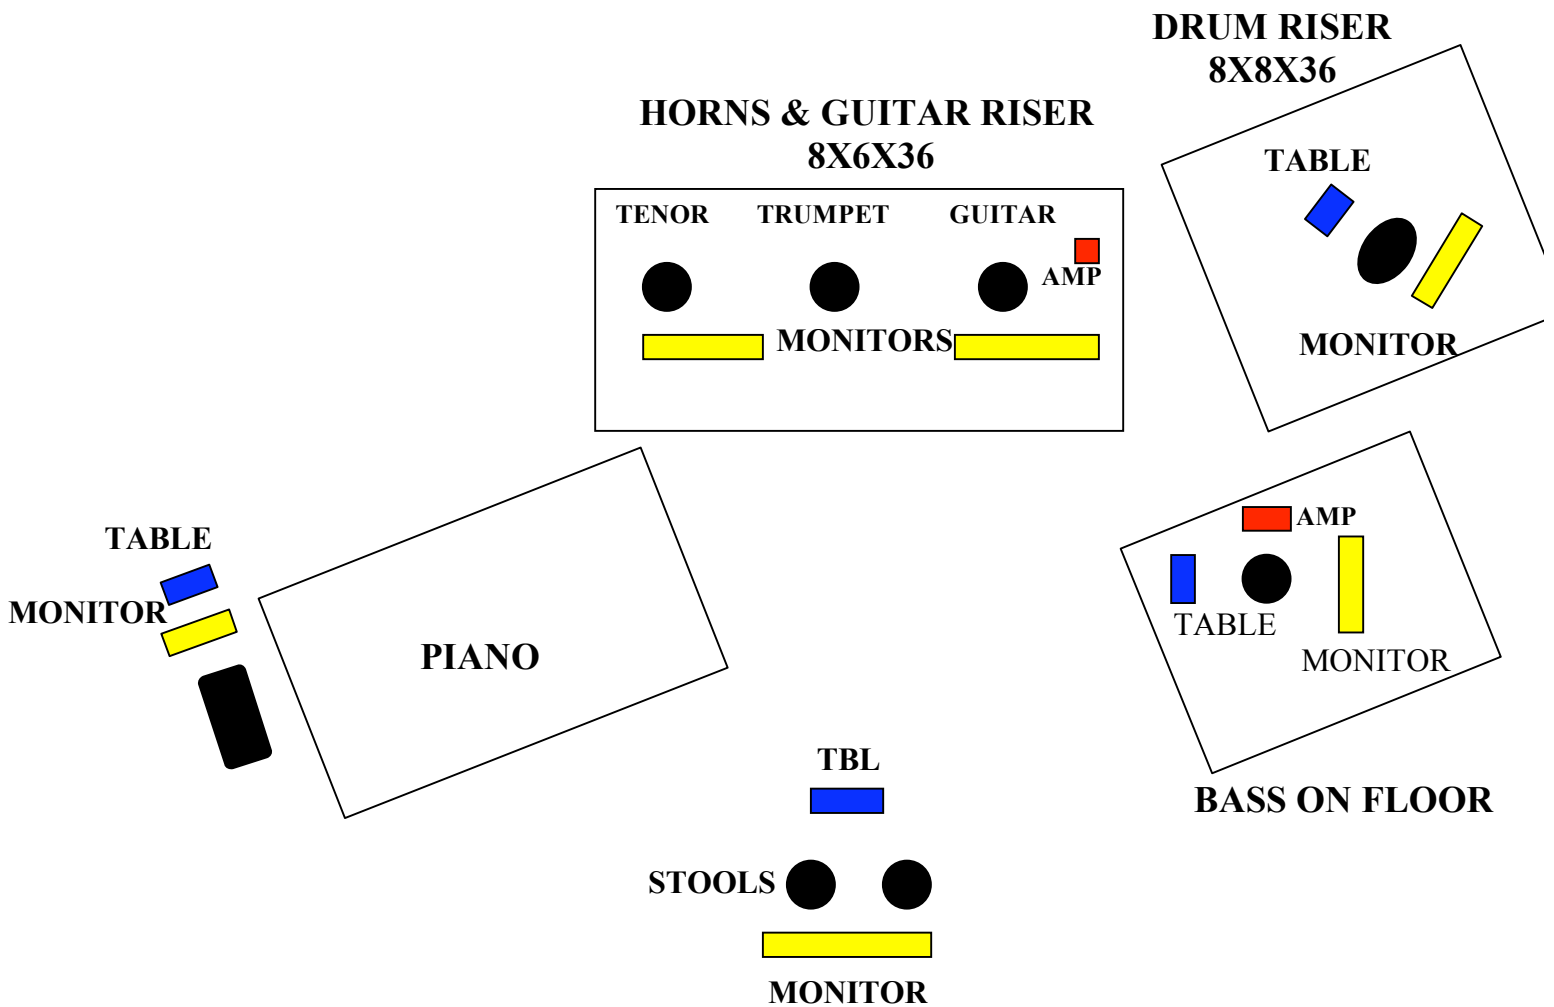 DRUM RISER
8X8X36
HORNS & GUITAR RISER
8X6X36
TABLE
TENOR TRUMPET GUITAR
AMP
MONITORS
MONITOR
TABLE
MONITOR
PIANO
AMP
TABLE
MONITOR
BASS ON FLOOR
TBL
STOOLS
MONITOR